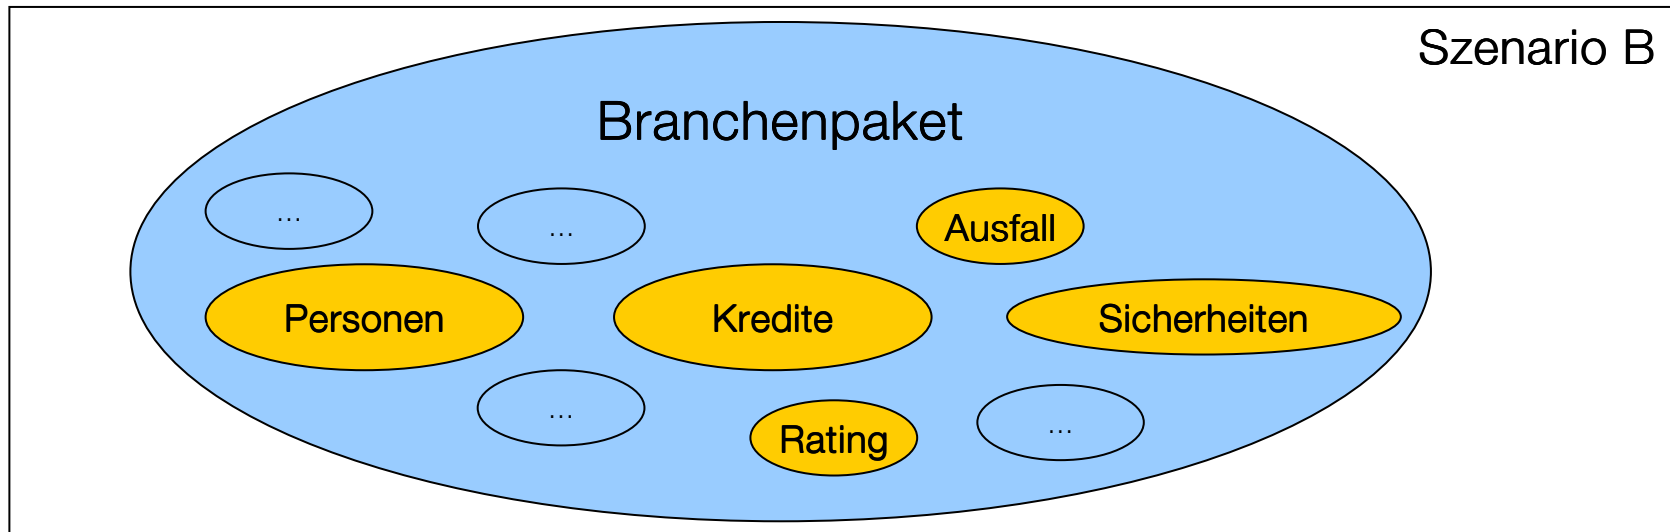 Szenario B
Branchenpaket
...
...
Ausfall
Personen
Kredite
Sicherheiten
...
Rating
...